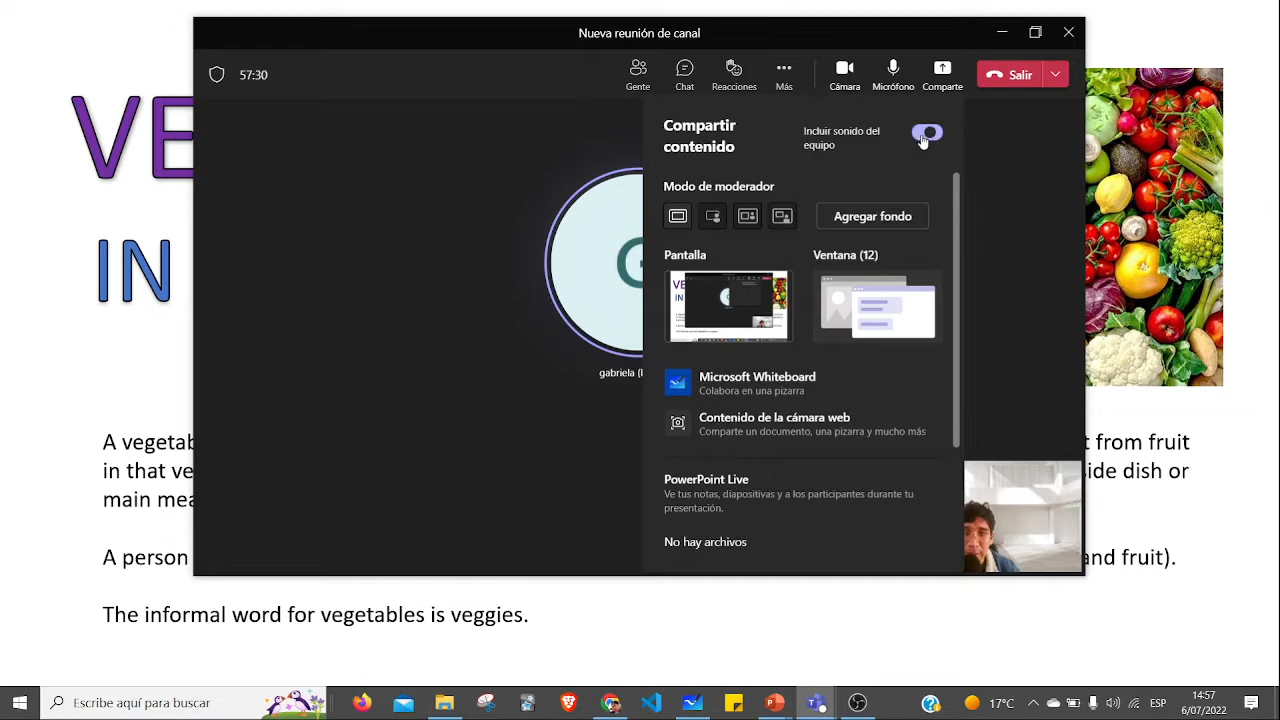 Nueva reunión de canal
57:30
Gente
Chat
Reacciones
Más
Cámara
Micrófono
Comparte
Salir
VE
IN
Compartir
contenido
Incluir sonido del
equipo
Modo de moderador
Agregar fondo
Pantalla
Ventana (12)
gabriela (
Microsoft Whiteboard
Colabora en una pizarra
Contenido de la cámara web
Comparte un documento, una pizarra y mucho más
PowerPoint Live
Ve tus notas, diapositivas y a los participantes durante tu
presentación.
No hay archivos
A vegetab t from fruit
in that ve ide dish or
main mea
A person and fruit).
The informal word for vegetables is veggies.
Escribe aquí para buscar
17°C
ESP
14:57
6/07/2022